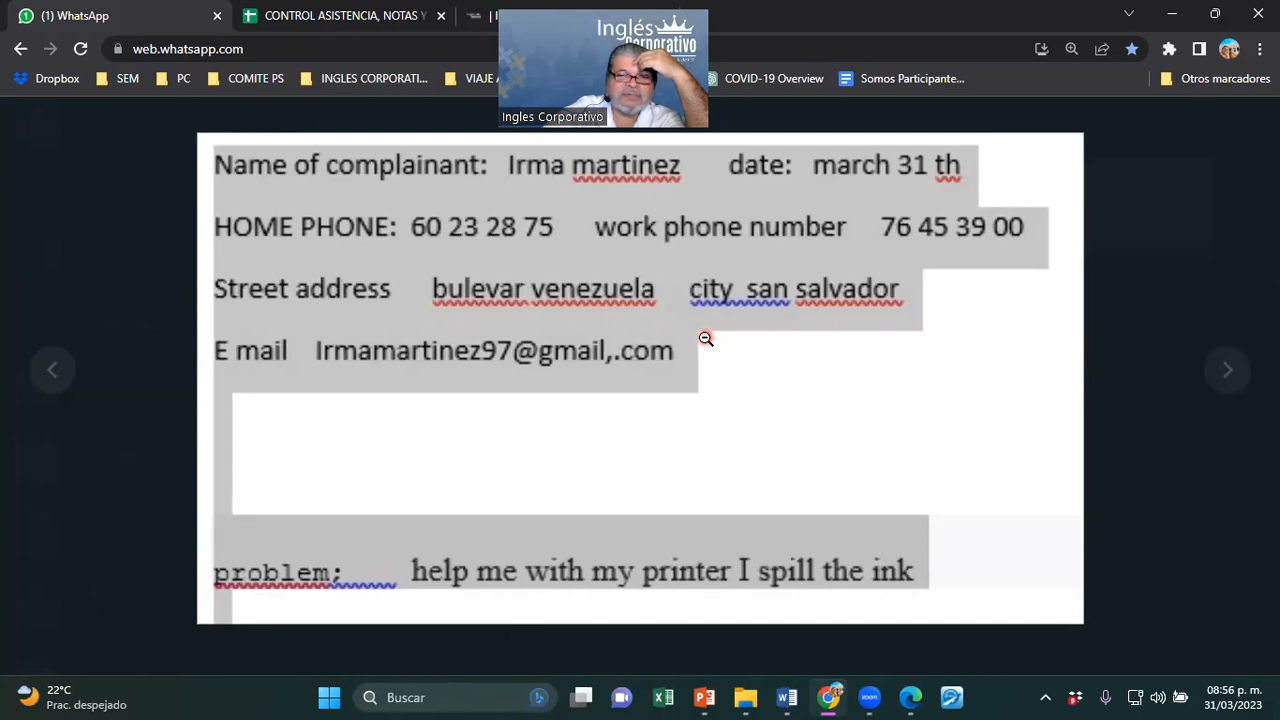 (1) WhatsApp
CONTROL ASISTENCIA, NOTAS Y
web.whatsapp.com
Dropbox SEM PC COMITE PS INGLES CORPORATI... VIAJE COVID-19 Overview Somos Participante... Otros marcadores
Inglés
Corporativo
Ingles Corporativo
Name of complainant: Irma martinez date: march 31 th
HOME PHONE: 60 23 28 75 work phone number 76 45 39 00
Street address bulevar venezuela city san salvador
E mail Irmamartinez97@gmail,.com
problem; help me with my printer I spill the ink
22°C
Prac. despejado
Buscar
08:56 p. m.
31/03/2023